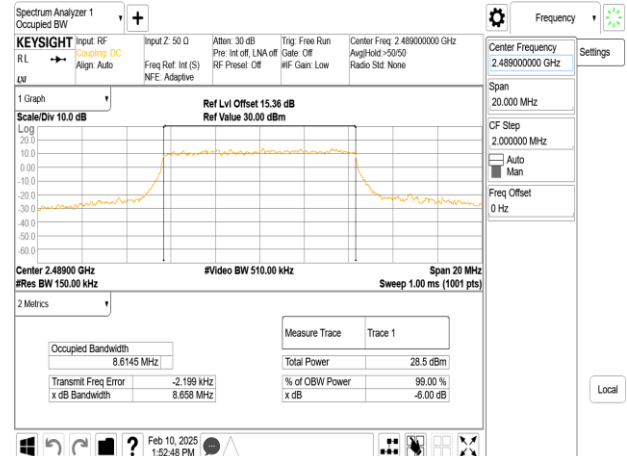 Spectrum Analyzer 1
Occupied BW
Frequency
KEYSIGHT Input: RF
Coupling: DC
Align: Auto
RL
LXI
Input Z: 50 Ω
Freq Ref: Int (S)
NFE: Adaptive
Atten: 30 dB
Pre: Int off, LNA off
RF Presel: Off
Trig: Free Run
Gate: Off
#IF Gain: Low
Center Freq: 2.489000000 GHz
Avg|Hold:>50/50
Radio Std: None
Center Frequency
2.489000000 GHz
Settings
Span
20.000 MHz
CF Step
2.000000 MHz
Auto
Man
Freq Offset
0 Hz
Local
1 Graph
Scale/Div 10.0 dB
Ref Lvl Offset 15.36 dB
Ref Value 30.00 dBm
Log
20.0
10.0
0.00
-10.0
-20.0
-30.0
-40.0
-50.0
-60.0
Center 2.48900 GHz
#Video BW 510.00 kHz
Span 20 MHz
#Res BW 150.00 kHz
Sweep 1.00 ms (1001 pts)
2 Metrics
Measure Trace Trace 1
Occupied Bandwidth
8.6145 MHz
Total Power 28.5 dBm
Transmit Freq Error -2.199 kHz
% of OBW Power 99.00 %
x dB Bandwidth 8.658 MHz
x dB -6.00 dB
Feb 10, 2025
1:52:48 PM